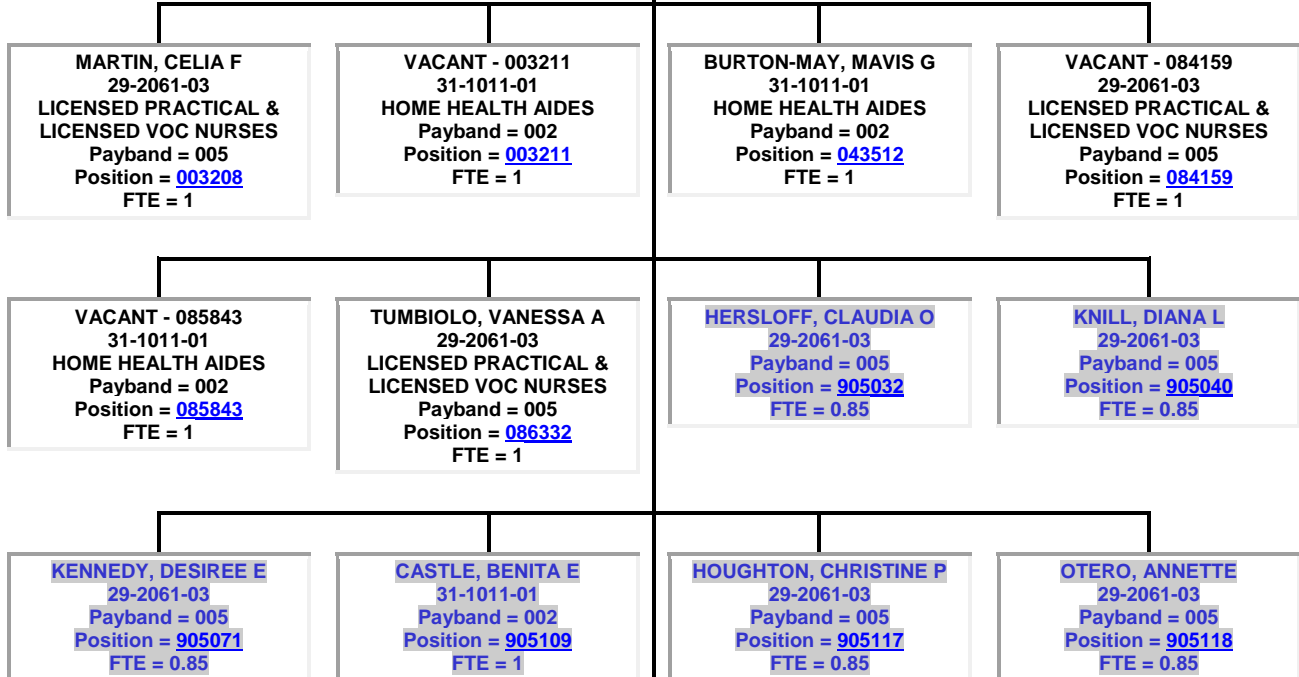 MARTIN, CELIA F
29-2061-03
LICENSED PRACTICAL &
LICENSED VOC NURSES
Payband = 005
Position = 003208
FTE = 1
VACANT - 003211
31-1011-01
HOME HEALTH AIDES
Payband = 002
Position = 003211
FTE = 1
BURTON-MAY, MAVIS G
31-1011-01
HOME HEALTH AIDES
Payband = 002
Position = 043512
FTE = 1
VACANT - 084159
29-2061-03
LICENSED PRACTICAL &
LICENSED VOC NURSES
Payband = 005
Position = 084159
FTE = 1
VACANT - 085843
31-1011-01
HOME HEALTH AIDES
Payband = 002
Position = 085843
FTE = 1
TUMBIOLO, VANESSA A
29-2061-03
LICENSED PRACTICAL &
LICENSED VOC NURSES
Payband = 005
Position = 086332
FTE = 1
HERSLOFF, CLAUDIA O
29-2061-03
Payband = 005
Position = 905032
FTE = 0.85
KNILL, DIANA L
29-2061-03
Payband = 005
Position = 905040
FTE = 0.85
KENNEDY, DESIREE E
29-2061-03
Payband = 005
Position = 905071
FTE = 0.85
CASTLE, BENITA E
31-1011-01
Payband = 002
Position = 905109
FTE = 1
HOUGHTON, CHRISTINE P
29-2061-03
Payband = 005
Position = 905117
FTE = 0.85
OTERO, ANNETTE
29-2061-03
Payband = 005
Position = 905118
FTE = 0.85